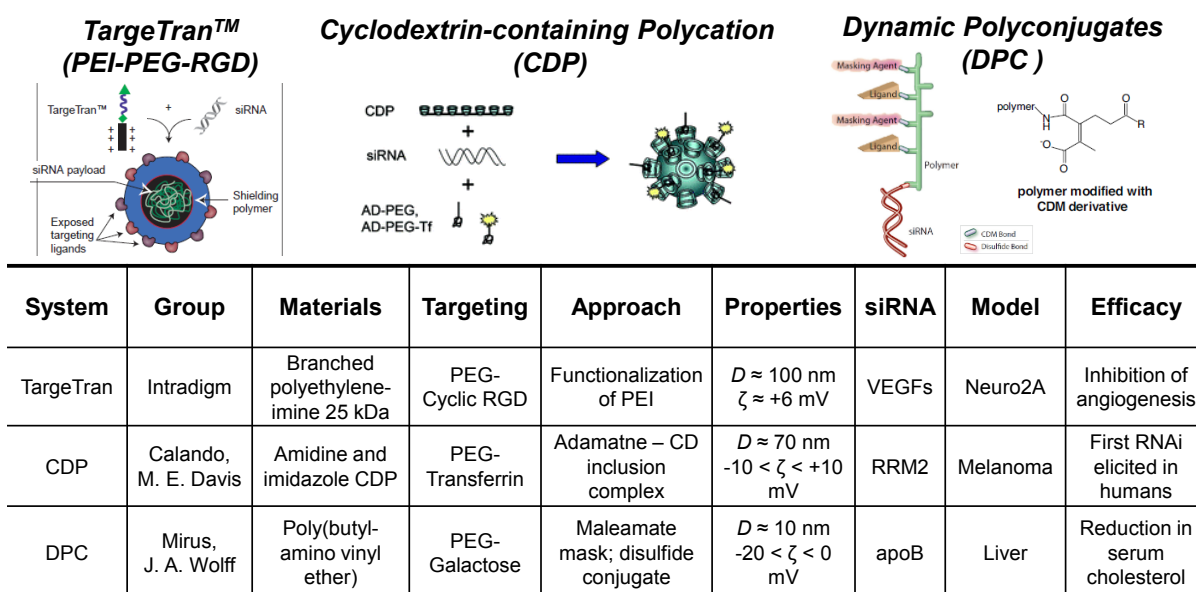 TargeTran™
(PEI-PEG-RGD)
Cyclodextrin-containing Polycation
(CDP)
Dynamic Polyconjugates
(DPC )
TargeTran™
+
siRNA
+ +
+ +
+ +
siRNA payload
Shielding
polymer
Exposed
targeting
ligands
CDP
+
siRNA
+
AD-PEG,
AD-PEG-Tf
Masking Agent
Ligand
Masking Agent
Ligand
Polymer
siRNA
CDM Bond
Disulfide Bond
polymer
N
H
O
O
R
-O
O
polymer modified with
CDM derivative
System Group Materials Targeting Approach Properties siRNA Model Efficacy
TargeTran
Intradigm
Branched
polyethylene-
imine 25 kDa
PEG-
Cyclic RGD
Functionalization
of PEI
D ≈ 100 nm
ζ ≈ +6 mV
VEGFs
Neuro2A
Inhibition of
angiogenesis
CDP
Calando,
M. E. Davis
Amidine and
imidazole CDP
PEG-
Transferrin
Adamatne – CD
inclusion
complex
D ≈ 70 nm
-10 < ζ < +10
mV
RRM2
Melanoma
First RNAi
elicited in
humans
DPC
Mirus,
J. A. Wolff
Poly(butyl-
amino vinyl
ether)
PEG-
Galactose
Maleamate
mask; disulfide
conjugate
D ≈ 10 nm
-20 < ζ < 0
mV
apoB
Liver
Reduction in
serum
cholesterol